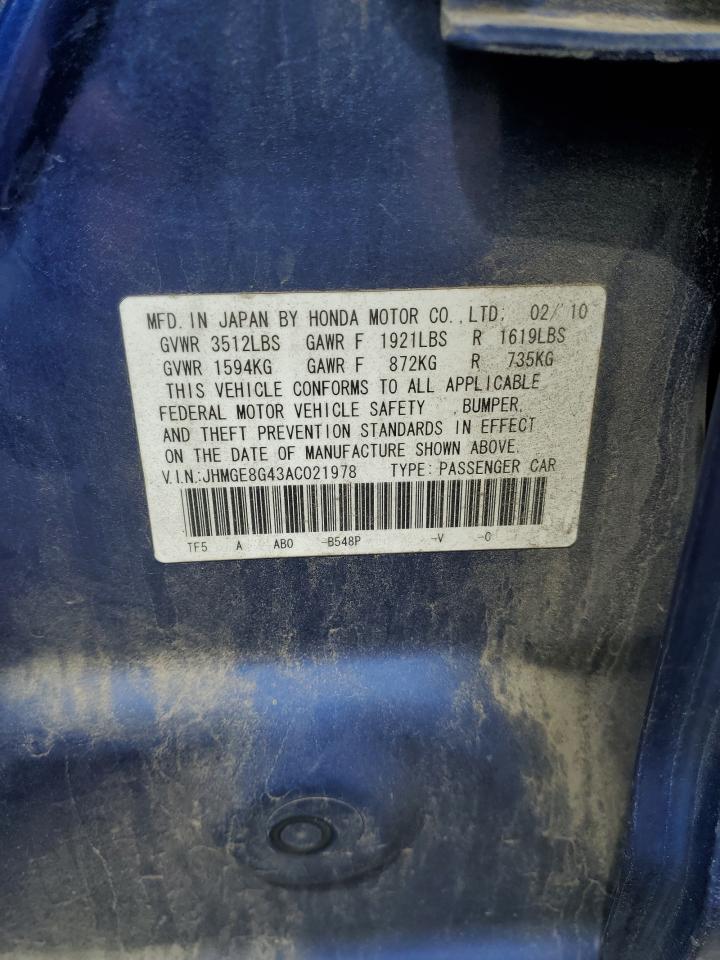 MFD. IN JAPAN BY HONDA MOTOR CO., LTD. 02/'10
GVWR 3512LBS GAWR F 1921LBS R 1619LBS
GVWR 1594KG GAWR F 872KG R 735KG
THIS VEHICLE CONFORMS TO ALL APPLICABLE
FEDERAL MOTOR VEHICLE SAFETY , BUMPER,
AND THEFT PREVENTION STANDARDS IN EFFECT
ON THE DATE OF MANUFACTURE SHOWN ABOVE.
V.I.N.:JHMGE8G43AC021978 TYPE: PASSENGER CAR
TF5 A AB0 -B548P -V -C